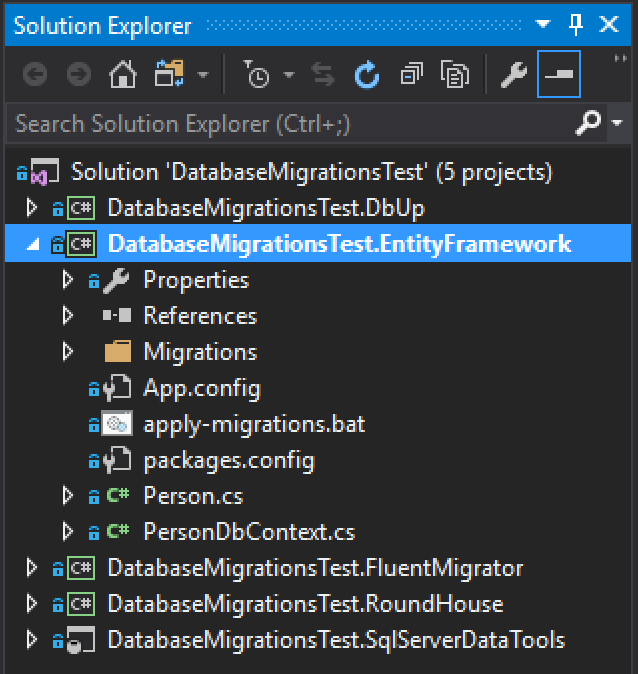 Solution Explorer
Search Solution Explorer (Ctrl+;)
Solution 'DatabaseMigrationsTest' (5 projects)
C# DatabaseMigrationsTest.DbUp
C# DatabaseMigrationsTest.EntityFramework
Properties
References
Migrations
App.config
apply-migrations.bat
packages.config
C# Person.cs
C# PersonDbContext.cs
C# DatabaseMigrationsTest.FluentMigrator
C# DatabaseMigrationsTest.RoundHouse
DatabaseMigrationsTest.SqlServerDataTools